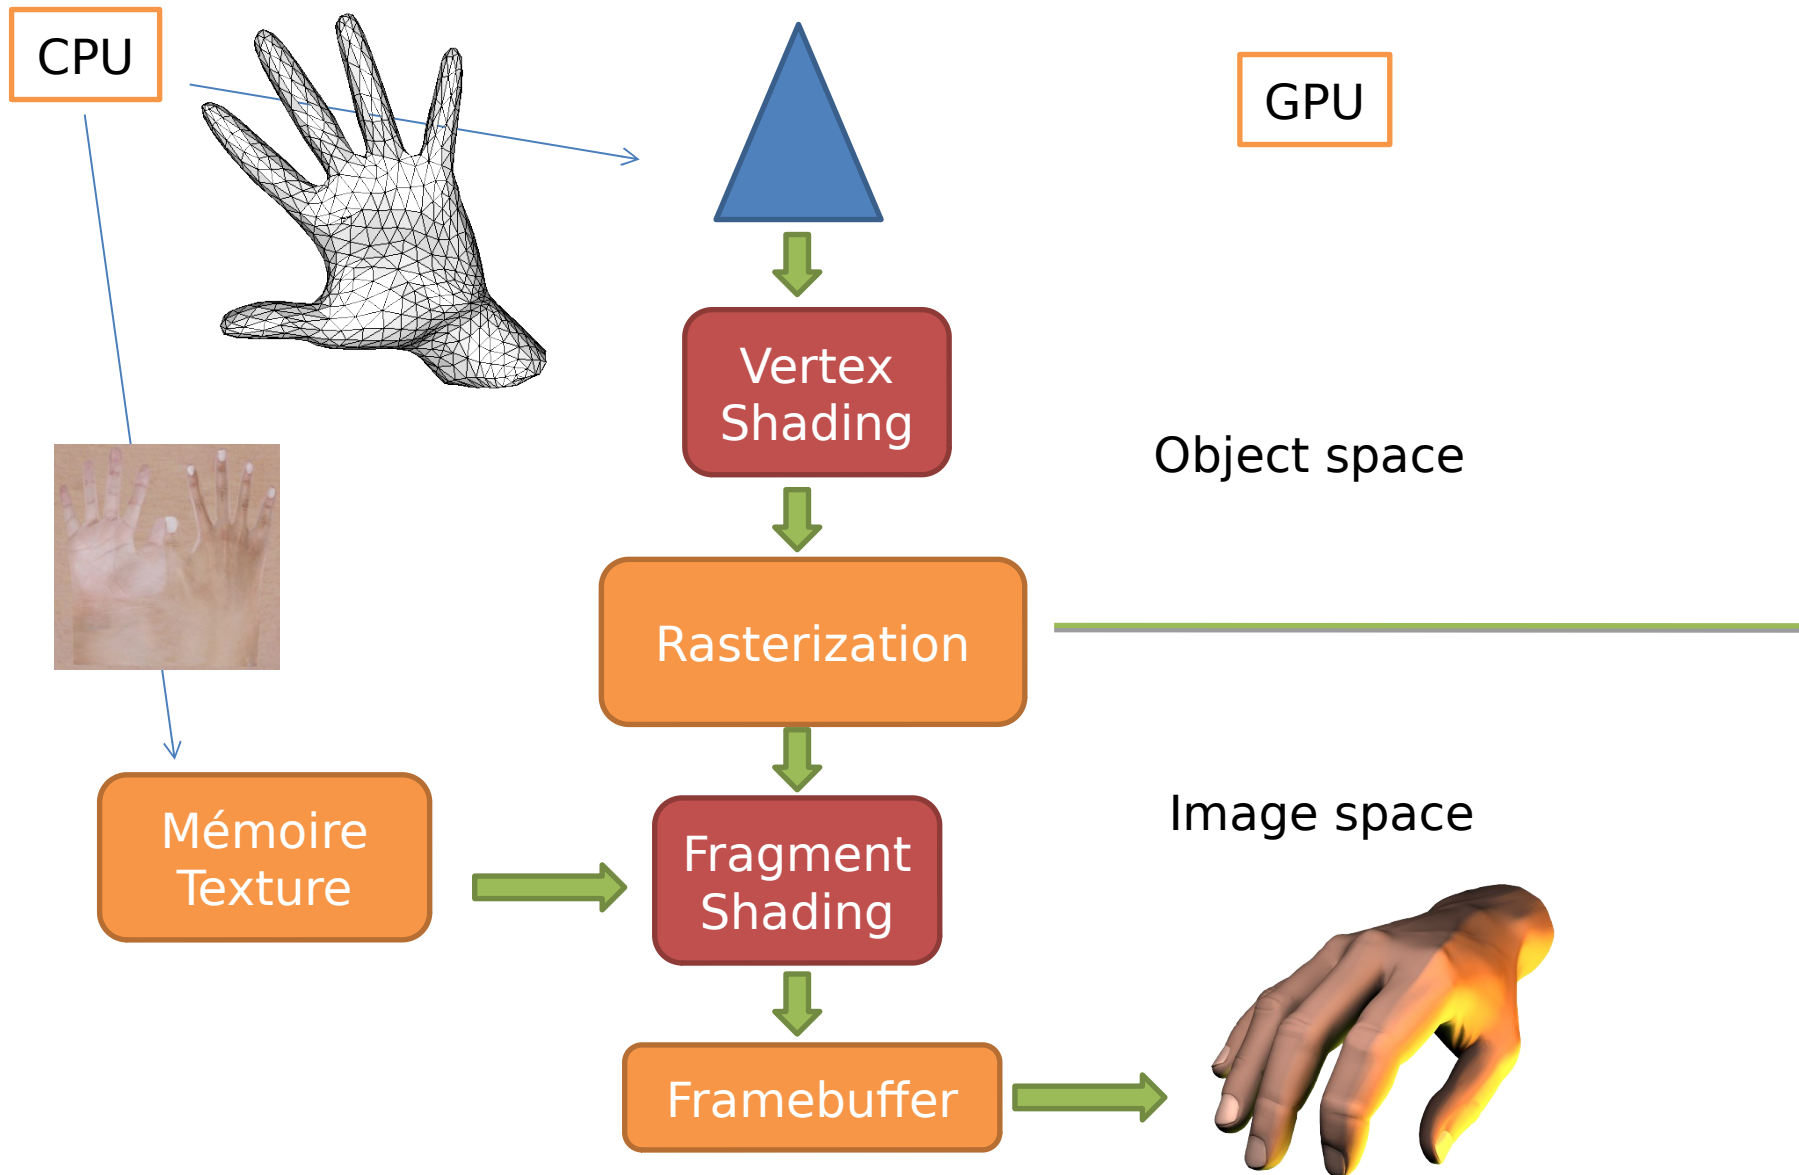 CPU
GPU
Vertex
Shading
Object space
Rasterization
Image space
Mémoire
Texture
Fragment
Shading
Framebuffer